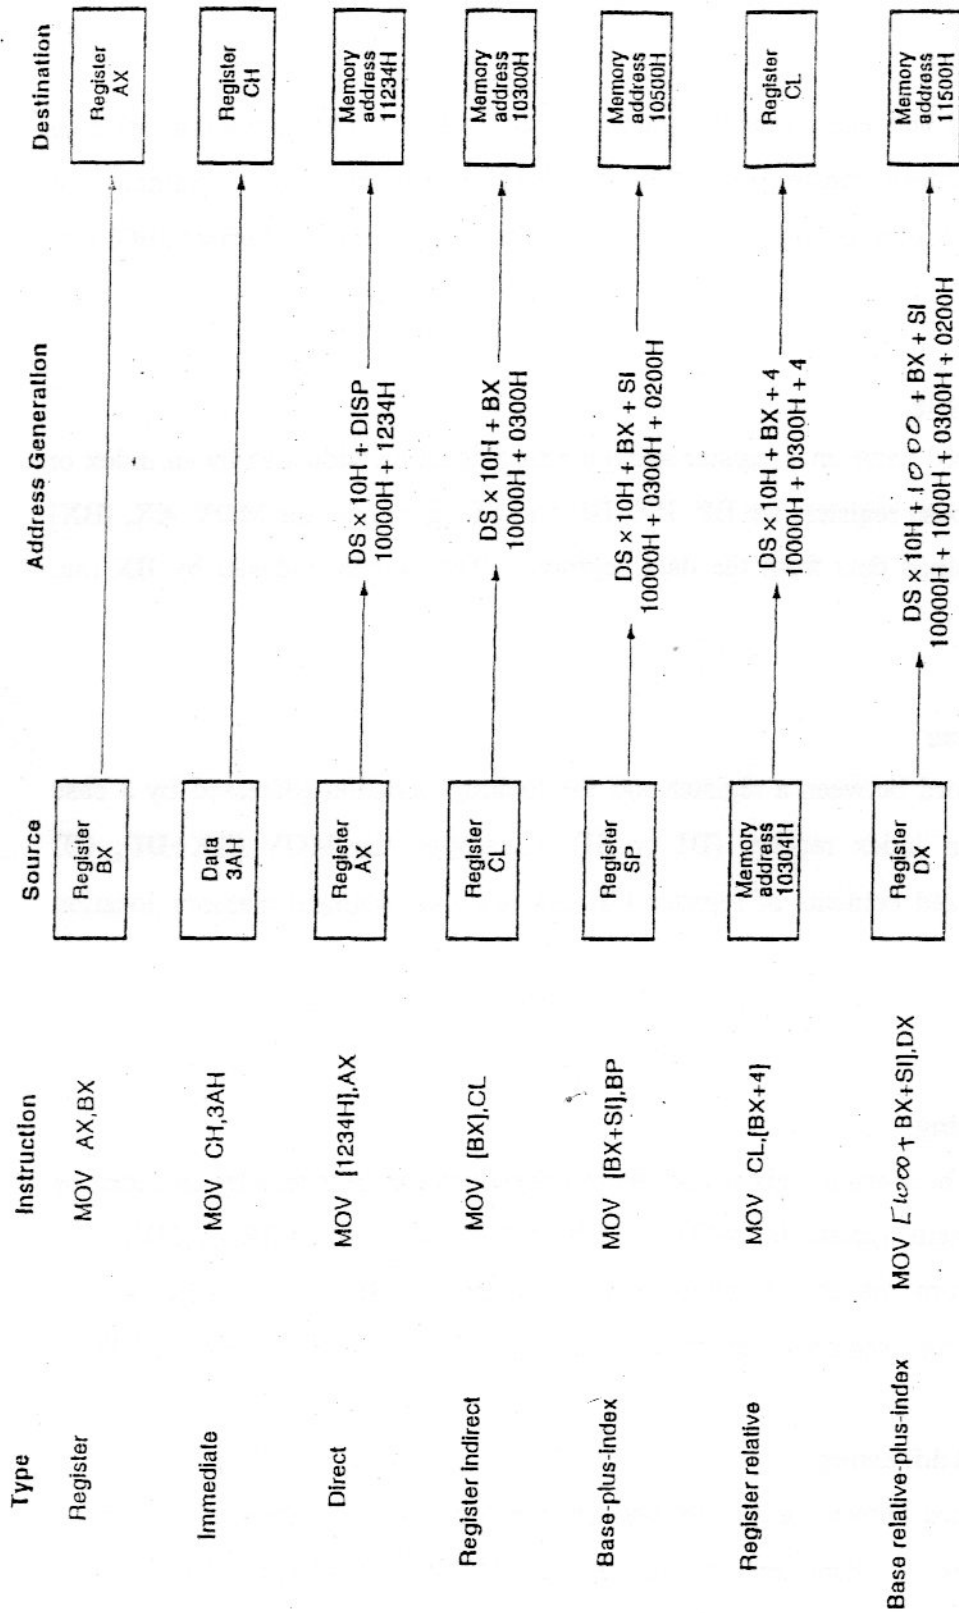 Type Instruction Source Address Generation Destination
Register MOV AX,BX Register BX Register AX
Immediate MOV CH,3AH Data 3AH Register CH
Direct MOV [1234H],AX Register AX DS × 10H + DISP 10000H + 1234H Memory address 11234H
Register Indirect MOV [BX],CL Register CL DS × 10H + BX 10000H + 0300H Memory address 10300H
Base-plus-Index MOV [BX+SI],BP Register SP DS × 10H + BX + SI 10000H + 0300H + 0200H Memory address 10500H
Register relative MOV CL,[BX+4] Memory address 10304H DS × 10H + BX + 4 10000H + 0300H + 4 Register CL
Base relative-plus-Index MOV [1000 + BX+SI],DX Register DX DS × 10H + 1000 + BX + SI 10000H + 1000H + 0300H + 0200H Memory address 11500H